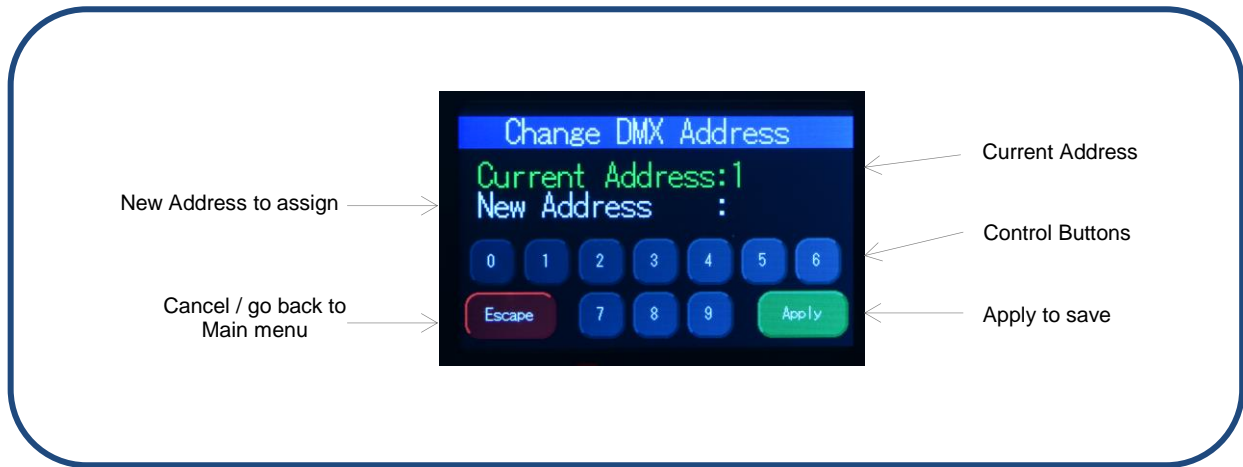 Change DMX Address
Current Address:1
New Address :
0 1 2 3 4 5 6
Escape 7 8 9 Apply
New Address to assign
Cancel / go back to
Main menu
Current Address
Control Buttons
Apply to save